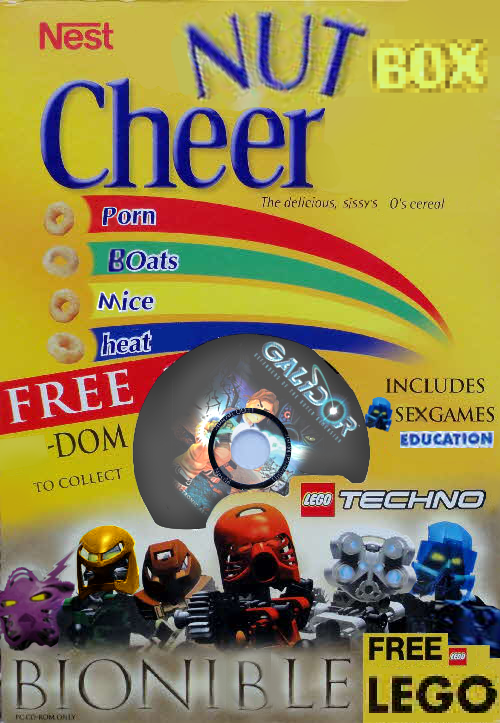 Nest
NUT
BOX
Cheer
The delicious, sissy's O's cereal
Porn
BOats
Mice
heat
FREE
-DOM
TO COLLECT
GALIDOR
INCLUDES
SEXGAMES
EDUCATION
LEGO TECHNO
BIONIBLE
PC CD-ROM ONLY
FREE LEGO
LEGO